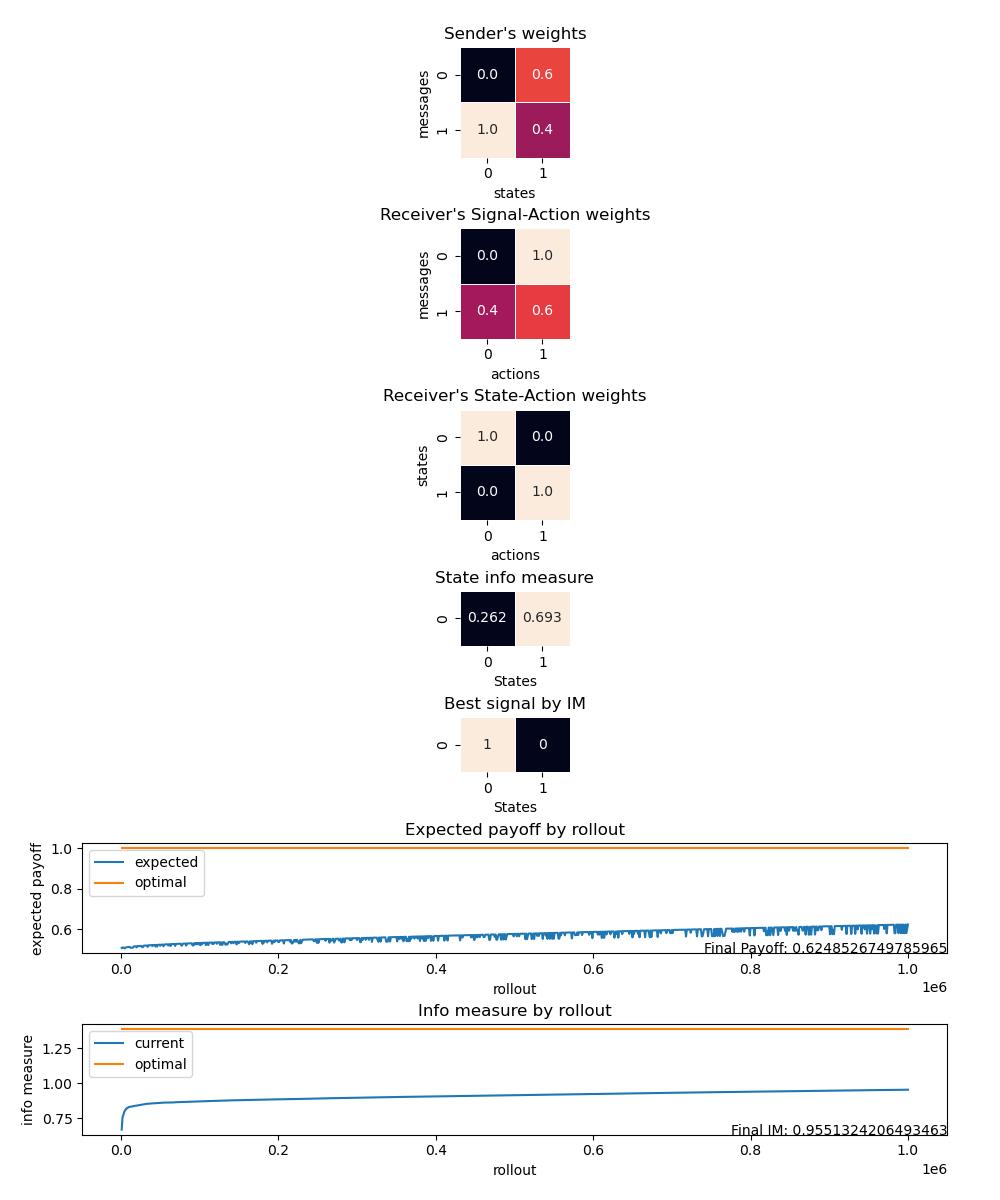 Sender's weights
messages
0
0.0 0.6
1
1.0 0.4
0 1
states
Receiver's Signal-Action weights
messages
0
0.0 1.0
1
0.4 0.6
0 1
actions
Receiver's State-Action weights
states
0
1.0 0.0
1
0.0 1.0
0 1
actions
State info measure
0
0.262 0.693
0 1
States
Best signal by IM
0
1 0
0 1
States
Expected payoff by rollout
expected payoff
1.0
0.8
0.6
expected
optimal
Final Payoff: 0.6248526749785965
0.0 0.2 0.4 0.6 0.8 1.0
1e6
rollout
Info measure by rollout
info measure
1.25
1.00
0.75
current
optimal
Final IM: 0.9551324206493463
0.0 0.2 0.4 0.6 0.8 1.0
1e6
rollout